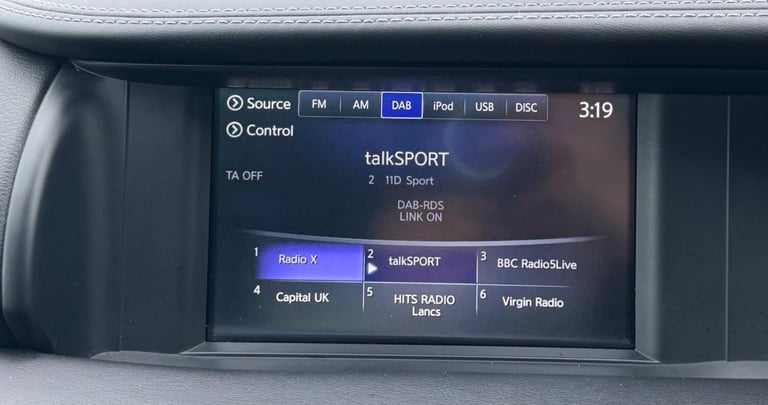 Source FM AM DAB iPod USB DISC 3:19
Control
talkSPORT
TA OFF 2 11D Sport
DAB-RDS
LINK ON
1 Radio X 2 talkSPORT 3 BBC Radio5Live
4 Capital UK 5 HITS RADIO 6 Virgin Radio
Lancs